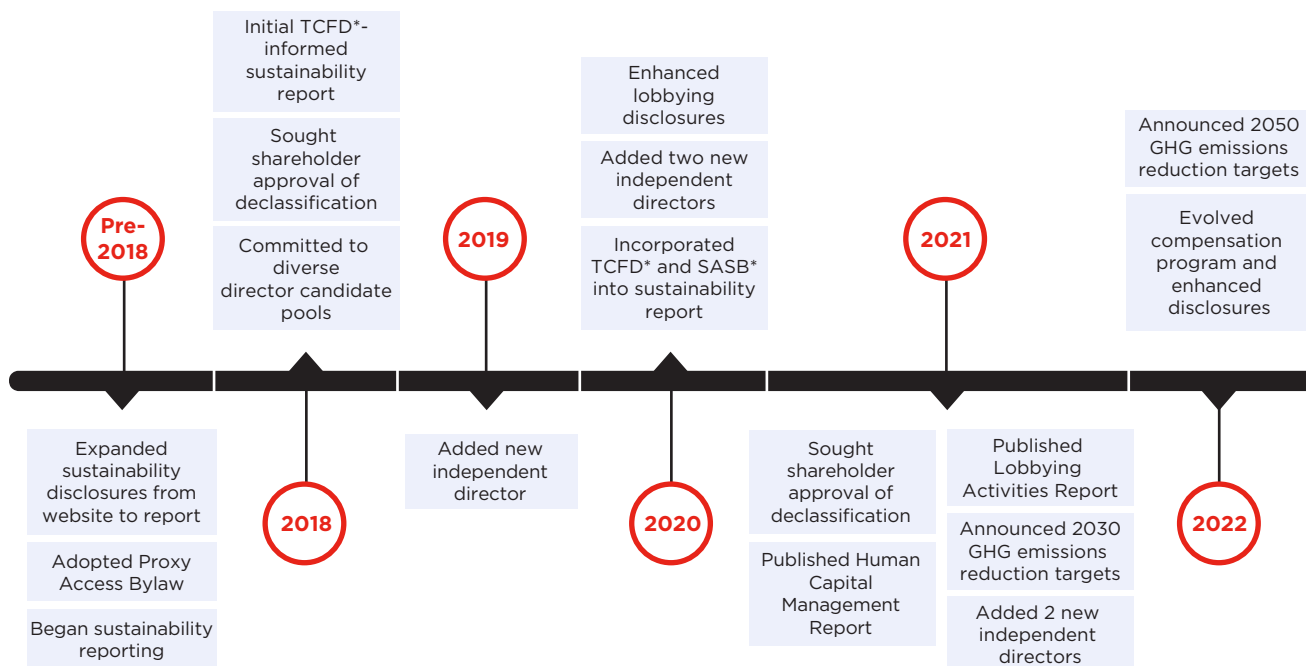 Pre-
2018
Expanded
sustainability
disclosures from
website to report
Adopted Proxy
Access Bylaw
Began sustainability
reporting
Initial TCFD*-
informed
sustainability
report
Sought
shareholder
approval of
declassification
Committed to
diverse
director candidate
pools
2018
2019
Added new
independent
director
Enhanced
lobbying
disclosures
Added two new
independent
directors
Incorporated
TCFD* and SASB*
into sustainability
report
2020
2021
Sought
shareholder
approval of
declassification
Published Human
Capital
Management
Report
Published
Lobbying
Activities Report
Announced 2030
GHG emissions
reduction targets
Added 2 new
independent
directors
Announced 2050
GHG emissions
reduction targets
Evolved
compensation
program and
enhanced
disclosures
2022